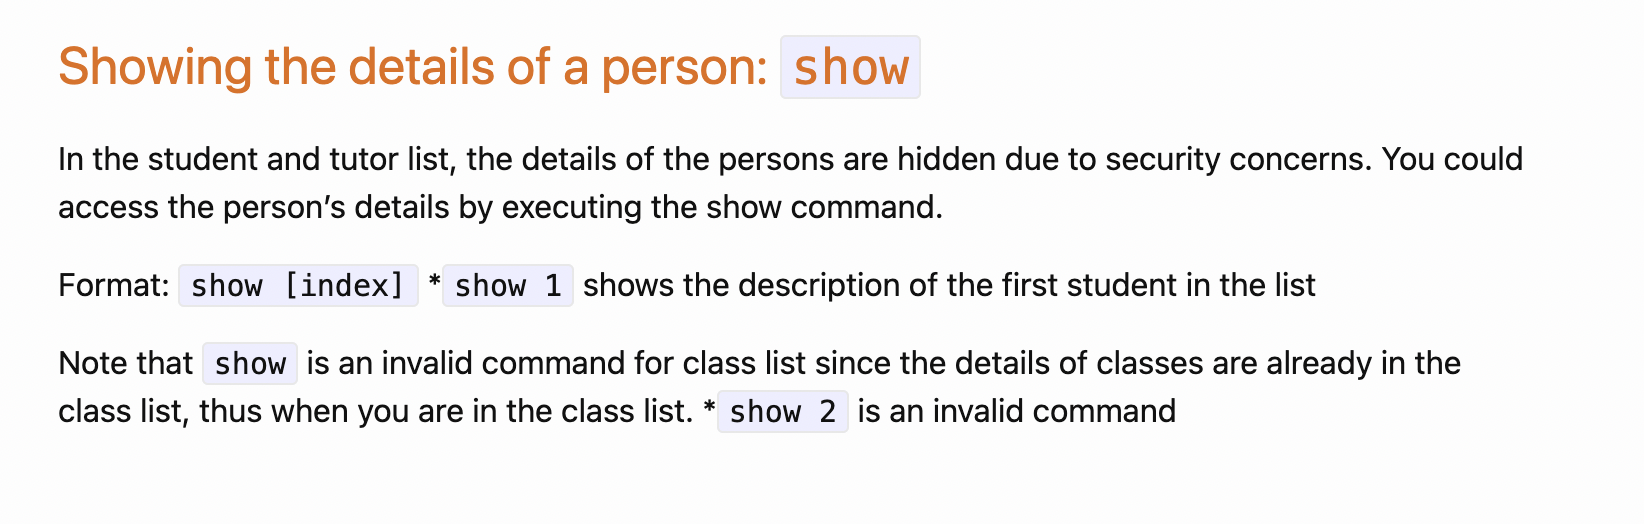 Showing the details of a person: show
In the student and tutor list, the details of the persons are hidden due to security concerns. You could
access the person’s details by executing the show command.
Format: show [index] *show 1 shows the description of the first student in the list
Note that show is an invalid command for class list since the details of classes are already in the
class list, thus when you are in the class list. *show 2 is an invalid command